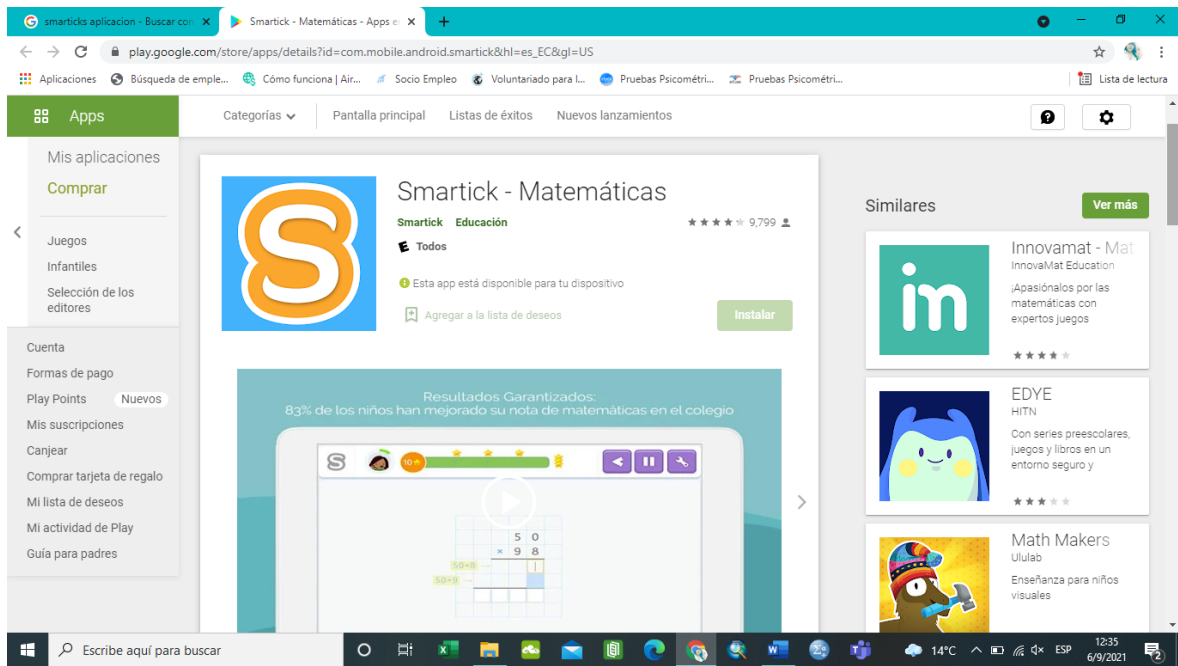 smarticks aplicacion - Buscar con
Smartick - Matemáticas - Apps e
play.google.com/store/apps/details?id=com.mobile.android.smartick&hl=es_EC&gl=US
Aplicaciones
Búsqueda de emple...
Cómo funciona | Air...
Socio Empleo
Voluntariado para l...
Pruebas Psicométri...
Pruebas Psicométri...
Lista de lectura
Apps
Categorías
Pantalla principal
Listas de éxitos
Nuevos lanzamientos
Mis aplicaciones
Comprar
Juegos
Infantiles
Selección de los
editores
Cuenta
Formas de pago
Play Points Nuevos
Mis suscripciones
Canjear
Comprar tarjeta de regalo
Mi lista de deseos
Mi actividad de Play
Guía para padres
S
Smartick - Matemáticas
Smartick Educación
9,799
E Todos
Esta app está disponible para tu dispositivo
Agregar a la lista de deseos
Instalar
Resultados Garantizados:
83% de los niños han mejorado su nota de matemáticas en el colegio
S
10
5 0
× 9 8
50×8
50×9
Similares
Ver más
in
Innovamat - Mat
InnovaMat Education
¡Apasiónalos por las
matemáticas con
expertos juegos
EDYE
HITN
Con series preescolares,
juegos y libros en un
entorno seguro y
Math Makers
Ululab
Enseñanza para niños
visuales
Escribe aquí para buscar
14°C
ESP
12:35
6/9/2021
2